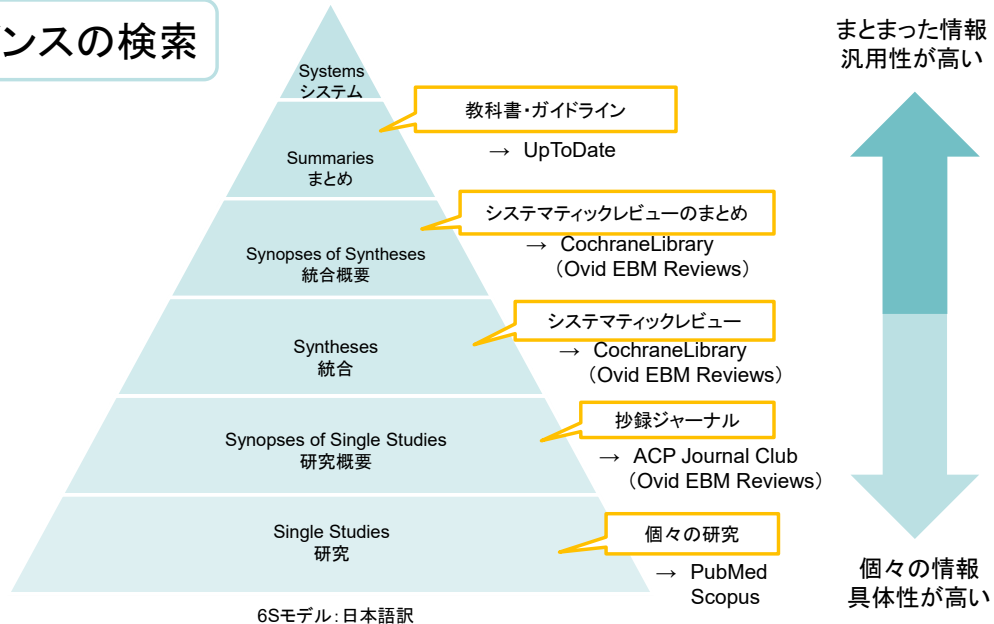 ンスの検索
まとまった情報
汎用性が高い
Systems
システム
教科書・ガイドライン
→ UpToDate
Summaries
まとめ
システマティックレビューのまとめ
→ CochraneLibrary
（Ovid EBM Reviews）
Synopses of Syntheses
統合概要
システマティックレビュー
→ CochraneLibrary
（Ovid EBM Reviews）
Syntheses
統合
抄録ジャーナル
→ ACP Journal Club
（Ovid EBM Reviews）
Synopses of Single Studies
研究概要
個々の研究
→ PubMed
Scopus
Single Studies
研究
個々の情報
具体性が高い
6Sモデル：日本語訳